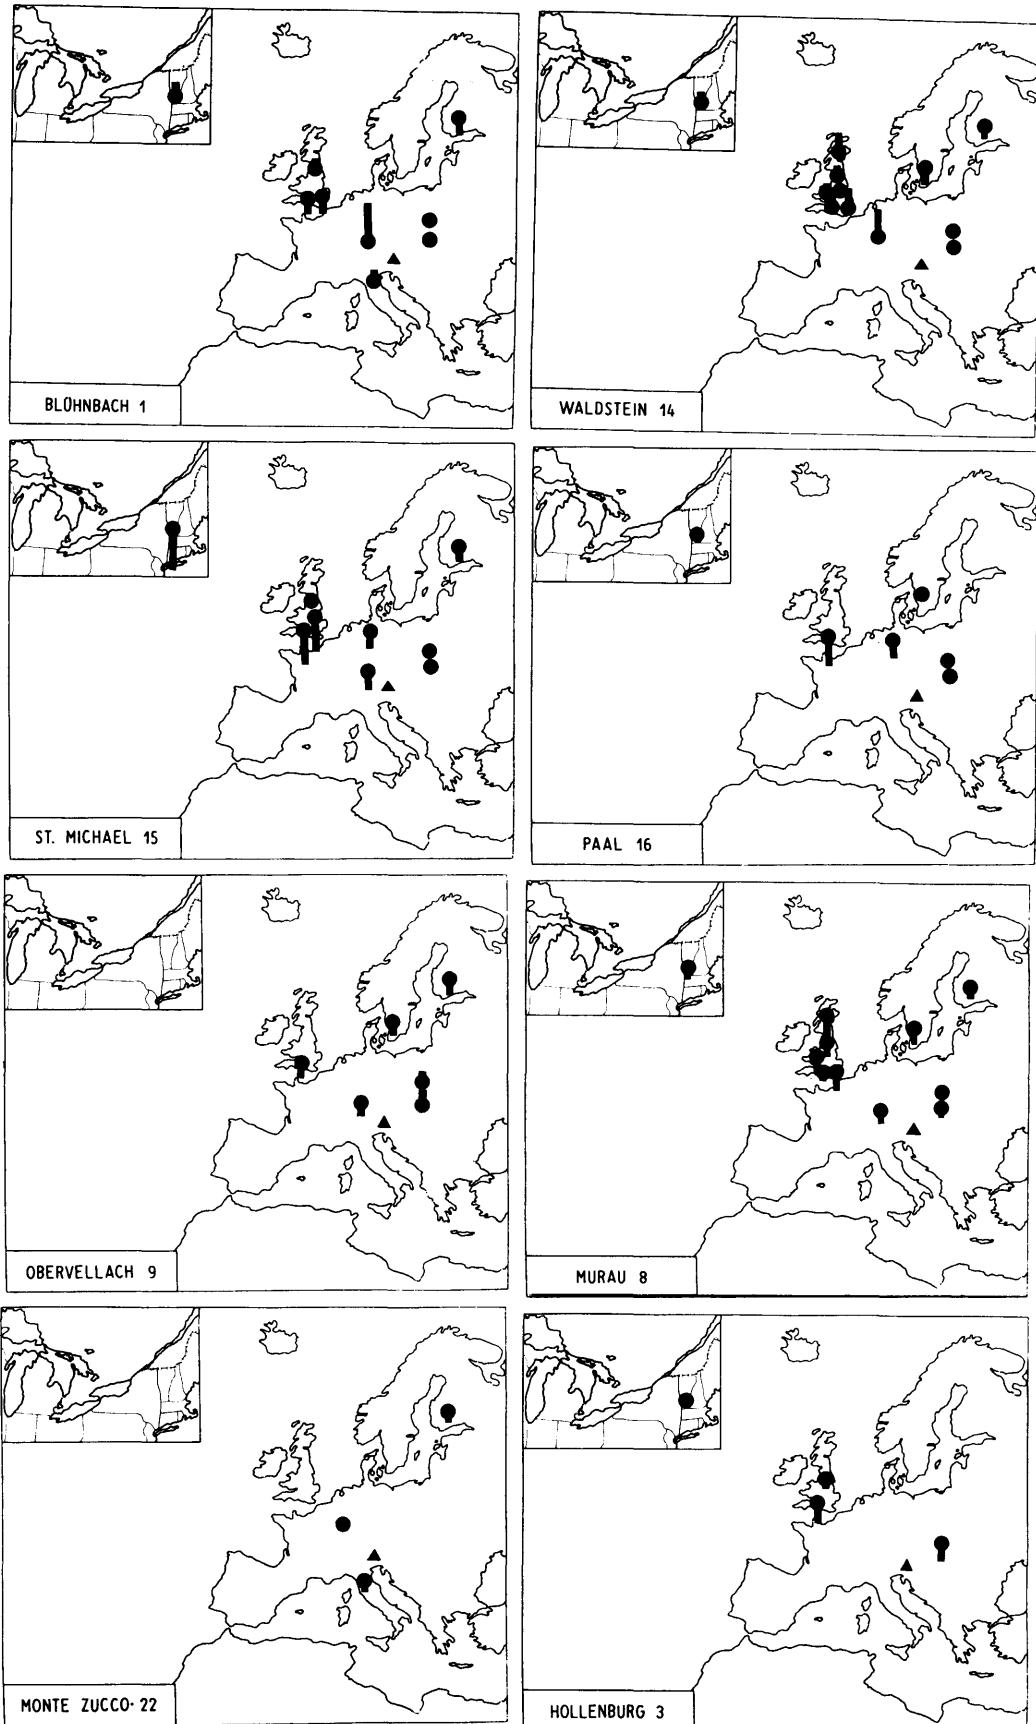 BLÜHNBACH 1
WALDSTEIN 14
ST. MICHAEL 15
PAAL 16
OBERVELLACH 9
MURAU 8
MONTE ZUCCO· 22
HOLLENBURG 3